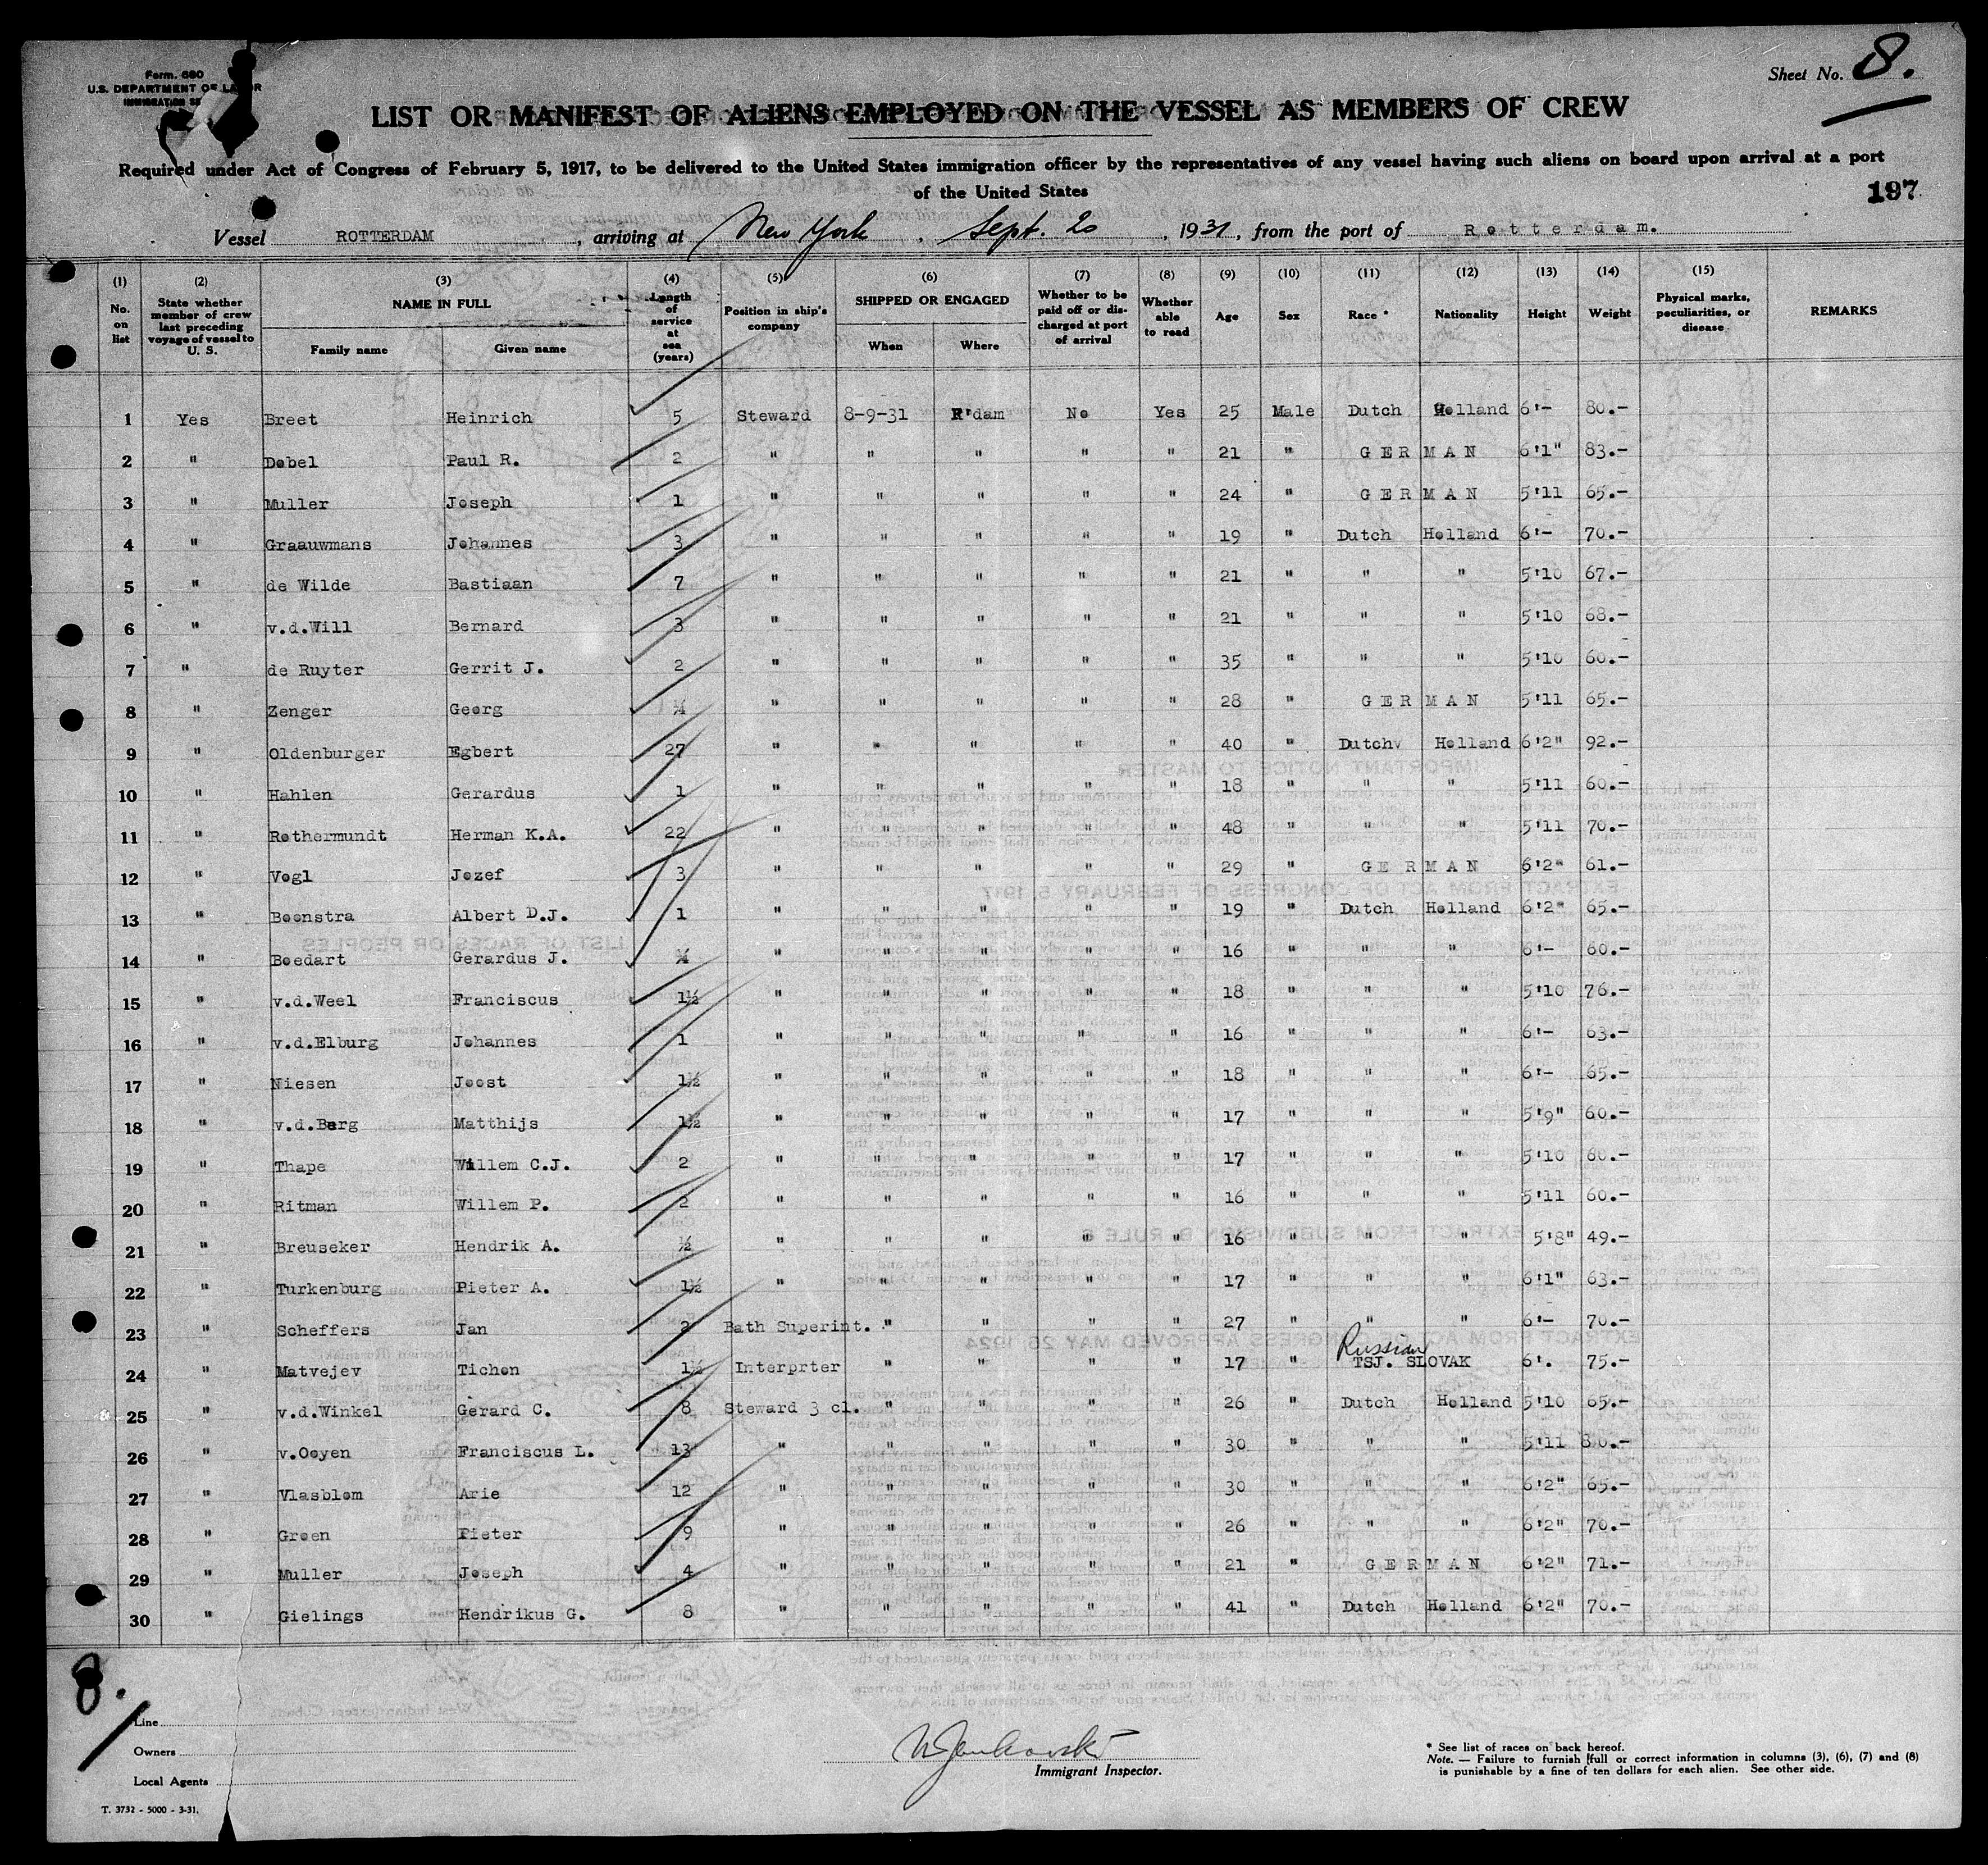 Form. 680
U.S. DEPARTMENT OF LABOR
IMMIGRATION
Sheet No. 8.
LIST OR MANIFEST OF ALIENS EMPLOYED ON THE VESSEL AS MEMBERS OF CREW
Required under Act of Congress of February 5, 1917, to be delivered to the United States immigration officer by the representatives of any vessel having such aliens on board upon arrival at a port
of the United States
197
Vessel ROTTERDAM, arriving at New York, Sept. 20, 1931, from the port of Rotterdam.
(1) (2) (3) (4) (5) (6) (7) (8) (9) (10) (11) (12) (13) (14) (15)
No. on list State whether member of crew last preceding voyage of vessel to U. S. NAME IN FULL Family name Given name Length of service at sea (years) Position in ship's company SHIPPED OR ENGAGED When Where Whether to be paid off or discharged at port of arrival Whether able to read Age Sex Race * Nationality Height Weight Physical marks, peculiarities, or disease REMARKS
1 Yes Breet Heinrich 5 Steward 8-9-31 R'dam No Yes 25 Male Dutch Holland 6'- 80.-
2 " Dobel Paul R. 2 " " " " " 21 " GERMAN 6'1" 83.-
3 " Muller Joseph 1 " " " " " 24 " GERMAN 5'11 65.-
4 " Graauwmans Johannes 3 " " " " " 19 " Dutch Holland 6'- 70.-
5 " de Wilde Bastiaan 7 " " " " " 21 " " " 5'10 67.-
6 " v.d.Will Bernard 3 " " " " " 21 " " " 5'10 68.-
7 " de Ruyter Gerrit J. 2 " " " " " 35 " " " 5'10 60.-
8 " Zenger Georg " " " " " 28 " GERMAN 5'11 65.-
9 " Oldenburger Egbert 27 " " " " " 40 " Dutch Holland 6'2" 92.-
10 " Hahlen Gerardus 1 " " " " " 18 " " " 5'11 60.-
11 " Rothermundt Herman K.A. 22 " " " " " 48 " " " 5'11 70.-
12 " Vogl Jozef 3 " " " " " 29 " GERMAN 6'2" 61.-
13 " Boonstra Albert D.J. 1 " " " " " 19 " Dutch Holland 6'2" 65.-
14 " Boedart Gerardus J. " " " " " 16 " " " 6'- 60.-
15 " v.d.Weel Franciscus 1½ " " " " " 18 " " " 5'10 76.-
16 " v.d.Elburg Johannes 1 " " " " " 16 " " " 6'- 63.-
17 " Niesen Joost 1½ " " " " " 18 " " " 6'- 65.-
18 " v.d.Berg Matthijs 1½ " " " " " 17 " " " 5'9" 60.-
19 " Thape Willem C.J. 2 " " " " " 17 " " " 5'10 60.-
20 " Ritman Willem P. 2 " " " " " 16 " " " 5'11 60.-
21 " Breuseker Hendrik A. ½ " " " " " 16 " " " 5'8" 49.-
22 " Turkenburg Pieter A. 1½ " " " " " 17 " " " 6'1" 63.-
23 " Scheffers Jan 2 Bath Superint. " " " " 27 " " " 6'- 70.-
24 " Matvejev Tichon 1½ Interprter " " " " 17 " Russian TSJ. SLOVAK 6'. 75.-
25 " v.d.Winkel Gerard C. 8 Steward 3 cl. " " " " 26 " Dutch Holland 5'10 65.-
26 " v.Ooyen Franciscus L. 13 " " " " " 30 " " " 5'11 80.-
27 " Vlasblom Arie 12 " " " " " 30 " " " 6'2" 65.-
28 " Groen Pieter 9 " " " " " 26 " " " 6'2" 70.-
29 " Muller Joseph 4 " " " " " 21 " GERMAN 6'2" 71.-
30 " Gielings Hendrikus G. 8 " " " " " 41 " Dutch Holland 6'2" 70.-
8.
Line
Owners
Local Agents
T. 3732 - 5000 - 3-31.
Immigrant Inspector.
* See list of races on back hereof.
Note. — Failure to furnish full or correct information in columns (3), (6), (7) and (8)
is punishable by a fine of ten dollars for each alien. See other side.